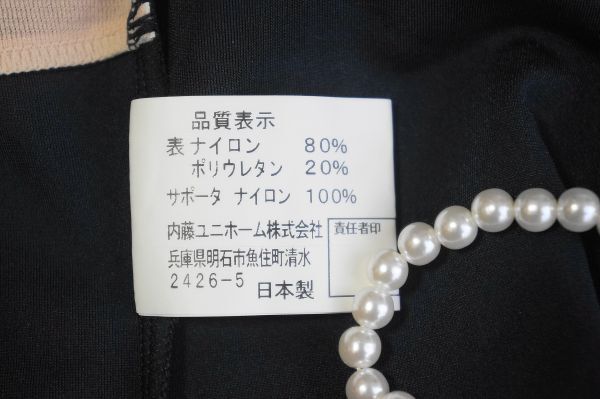 品質表示
表 ナイロン 80%
ポリウレタン 20%
サポータ ナイロン 100%
内藤ユニホーム株式会社
責任者印
兵庫県明石市魚住町清水
2426-5 日本製